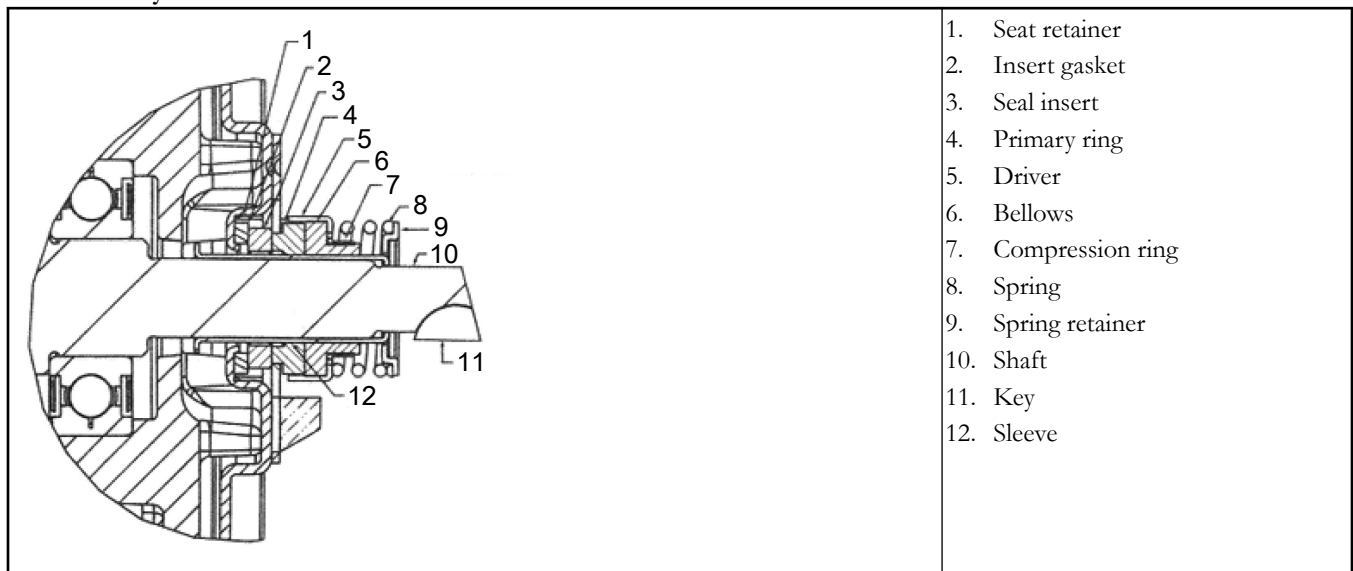 1
2
3
4
5
6
7
8
9
10
11
12
1. Seat retainer
2. Insert gasket
3. Seal insert
4. Primary ring
5. Driver
6. Bellows
7. Compression ring
8. Spring
9. Spring retainer
10. Shaft
11. Key
12. Sleeve